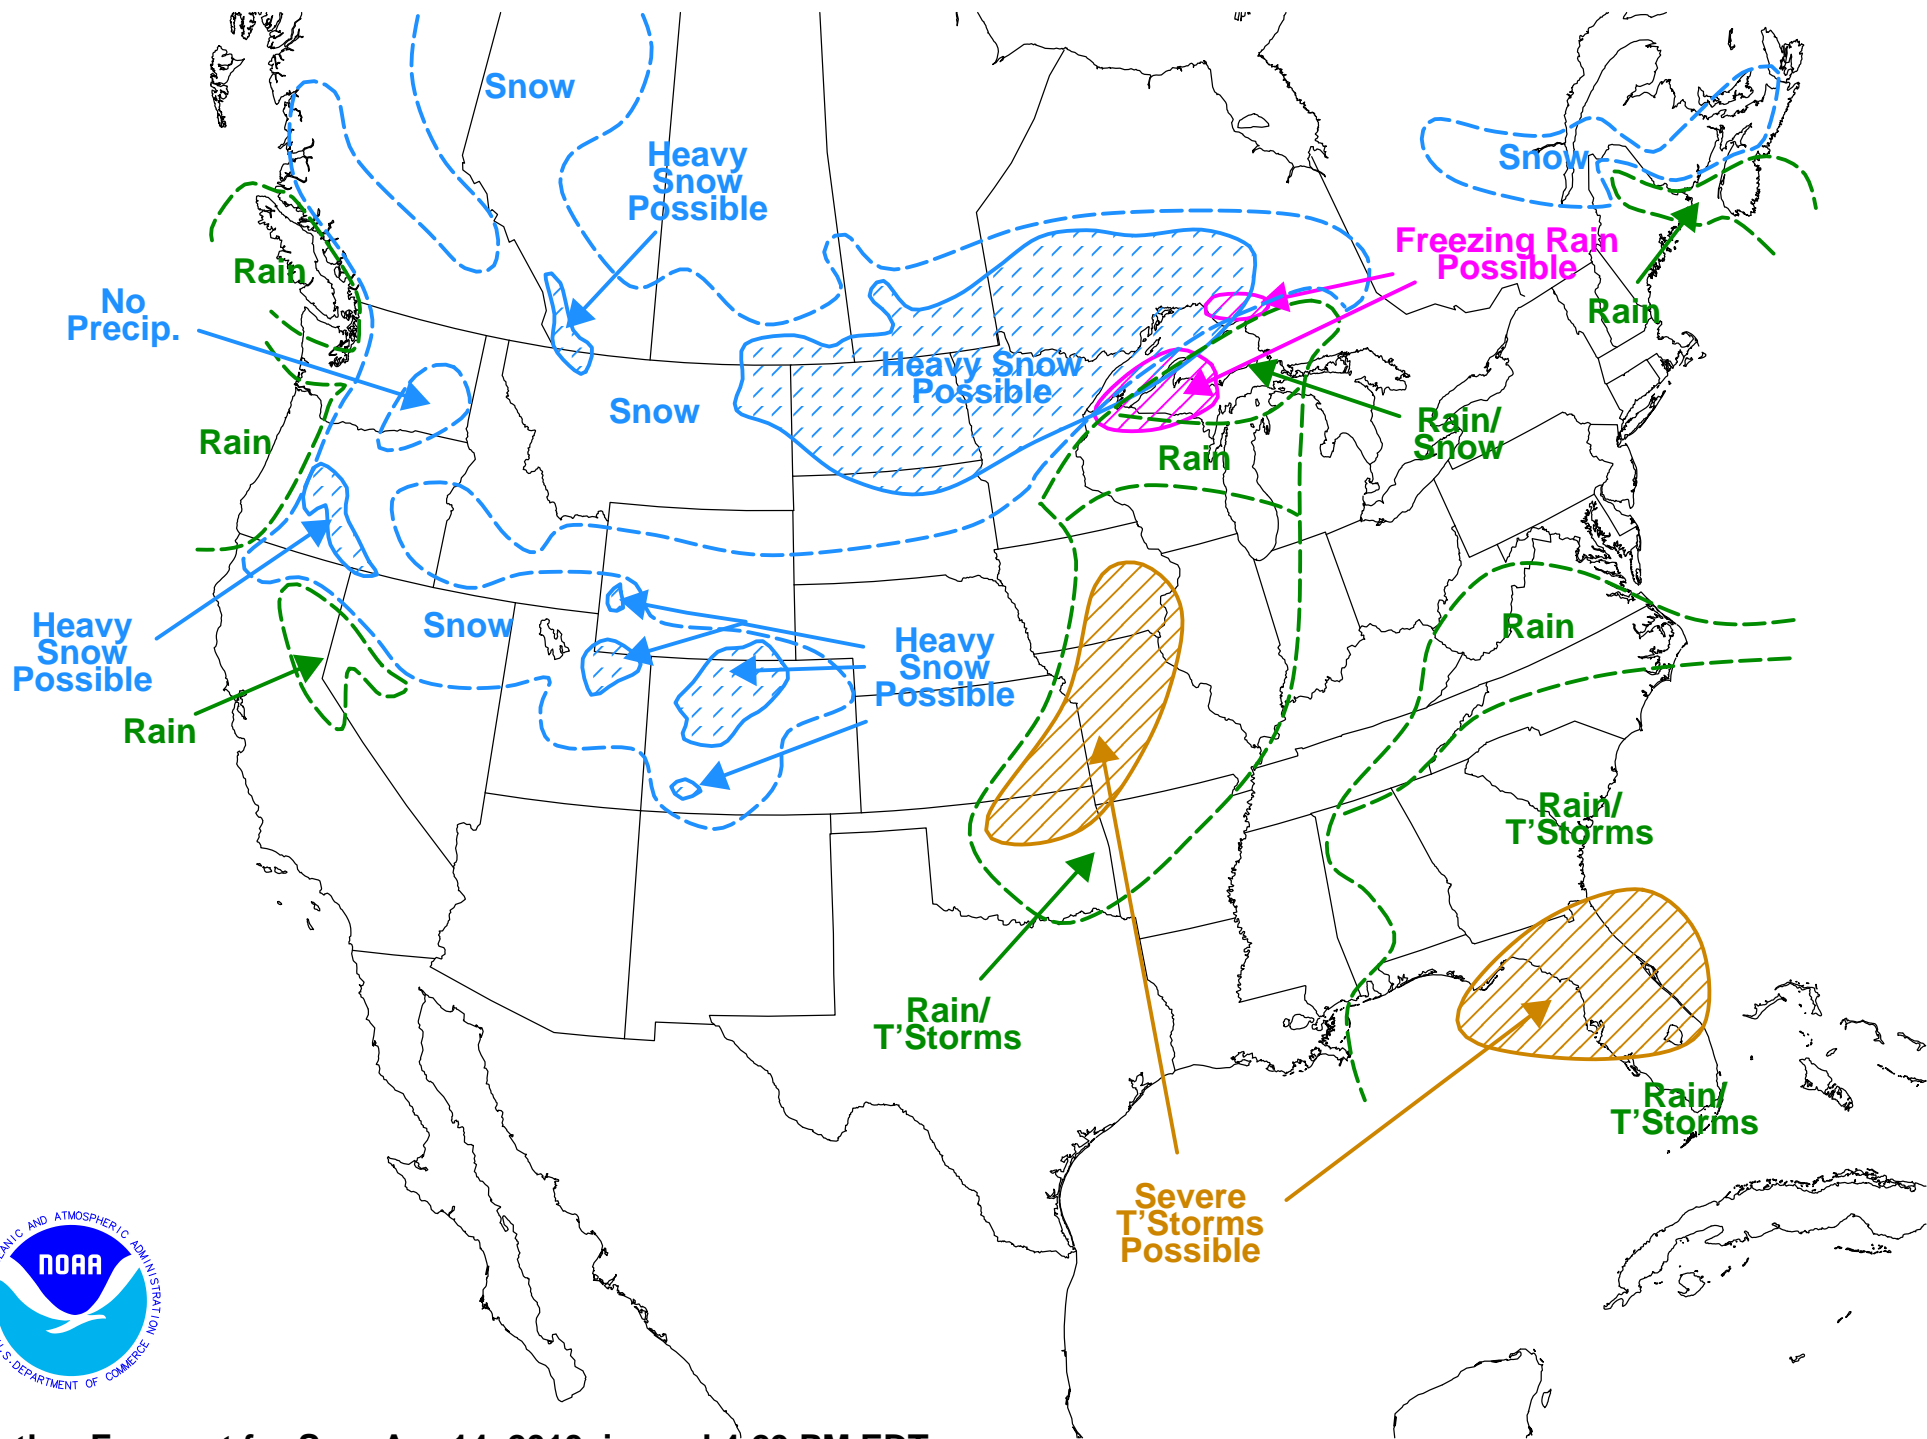 Snow
Heavy
Snow
Possible
Snow
Freezing Rain
Possible
Rain
No
Precip.
Rain
Heavy Snow
Possible
Snow
Rain/
Snow
Rain
Rain
Heavy
Snow
Possible
Snow
Heavy
Snow
Possible
Rain
Rain
Rain/
T'Storms
Rain/
T'Storms
Rain/
T'Storms
Severe
T'Storms
Possible
AND ATMOSPHERIC ADMINISTRATION
NOAA
DEPARTMENT OF COMMERCE